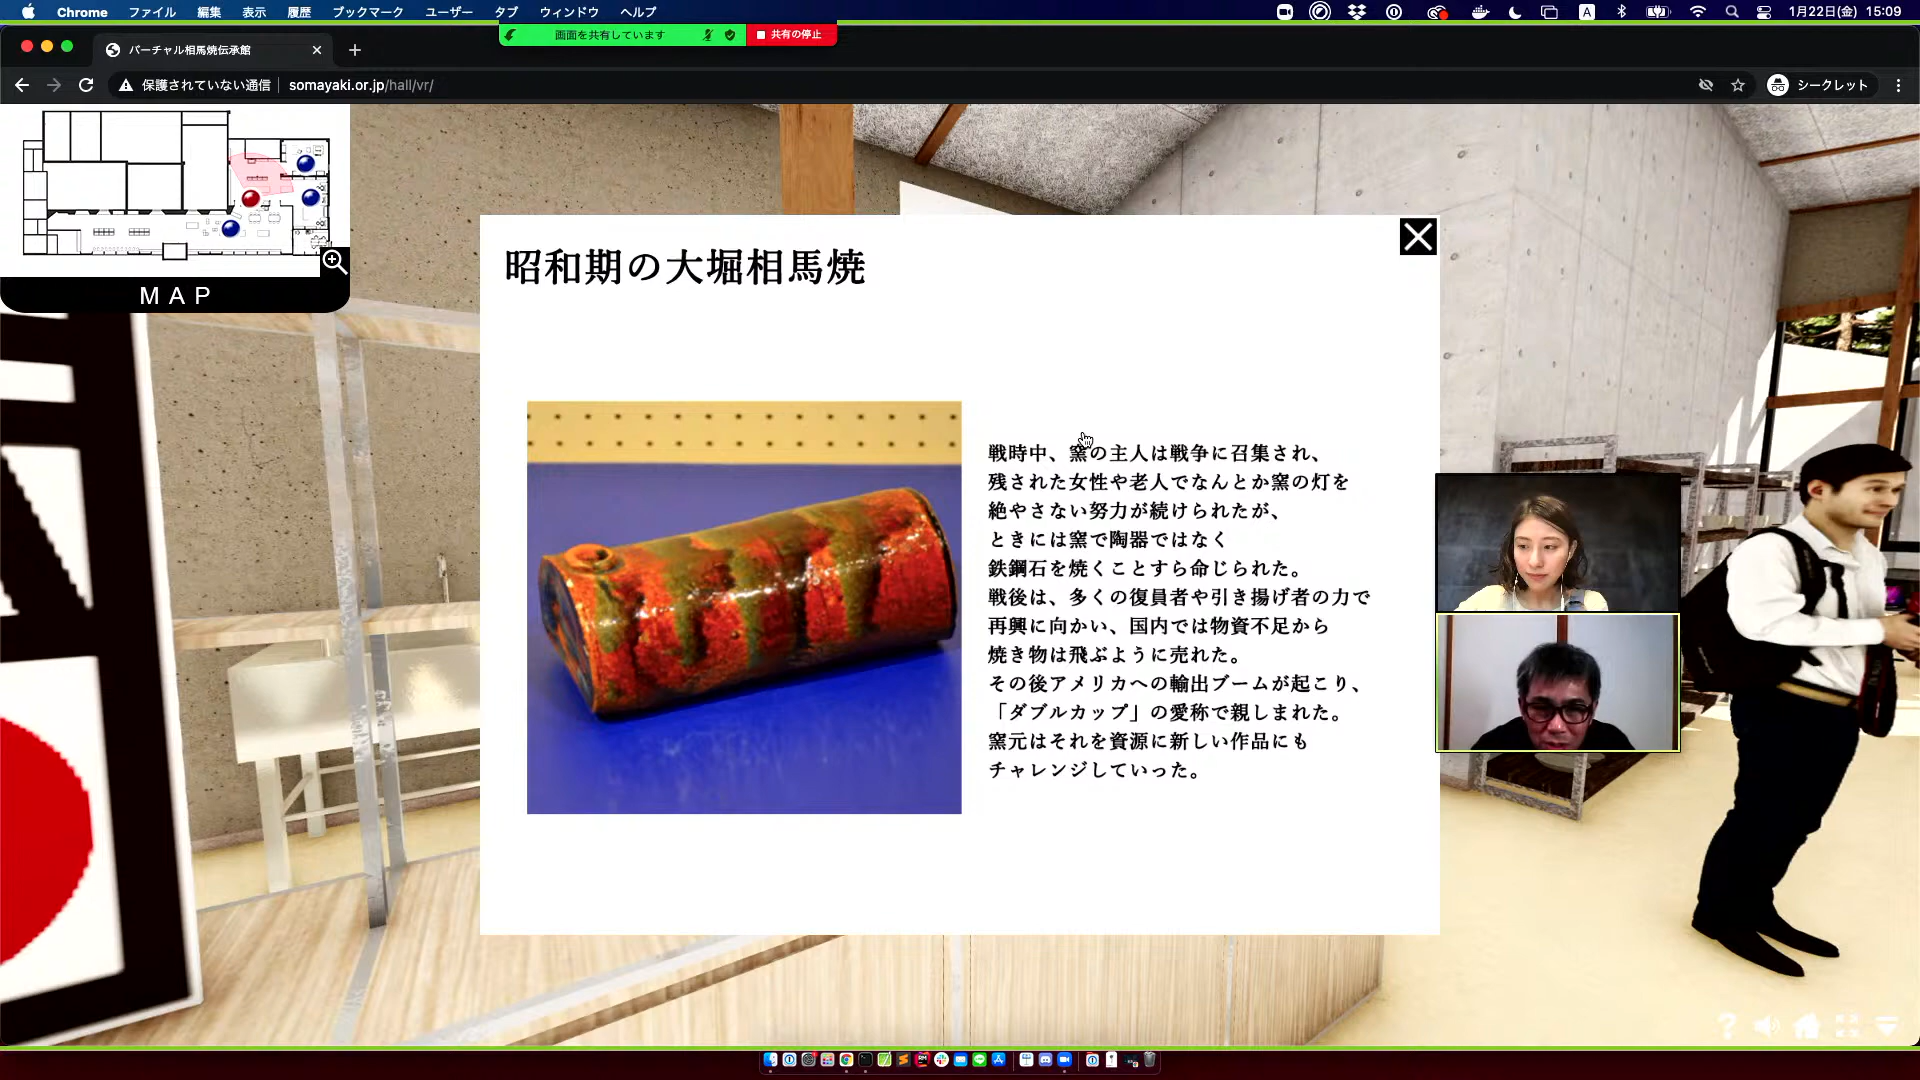 Chrome ファイル 編集 表示 履歴 ブックマーク ユーザー タブ ウィンドウ ヘルプ
A
1月22日(金) 15:09
画面を共有しています
共有の停止
バーチャル相馬焼伝承館
保護されていない通信 somayaki.or.jp/hall/vr/
シークレット
MAP
昭和期の大堀相馬焼
戦時中、窯の主人は戦争に召集され、
残された女性や老人でなんとか窯の灯を
絶やさない努力が続けられたが、
ときには窯で陶器ではなく
鉄鋼石を焼くことすら命じられた。
戦後は、多くの復員者や引き揚げ者の力で
再興に向かい、国内では物資不足から
焼き物は飛ぶように売れた。
その後アメリカへの輸出ブームが起こり、
「ダブルカップ」の愛称で親しまれた。
窯元はそれを資源に新しい作品にも
チャレンジしていった。